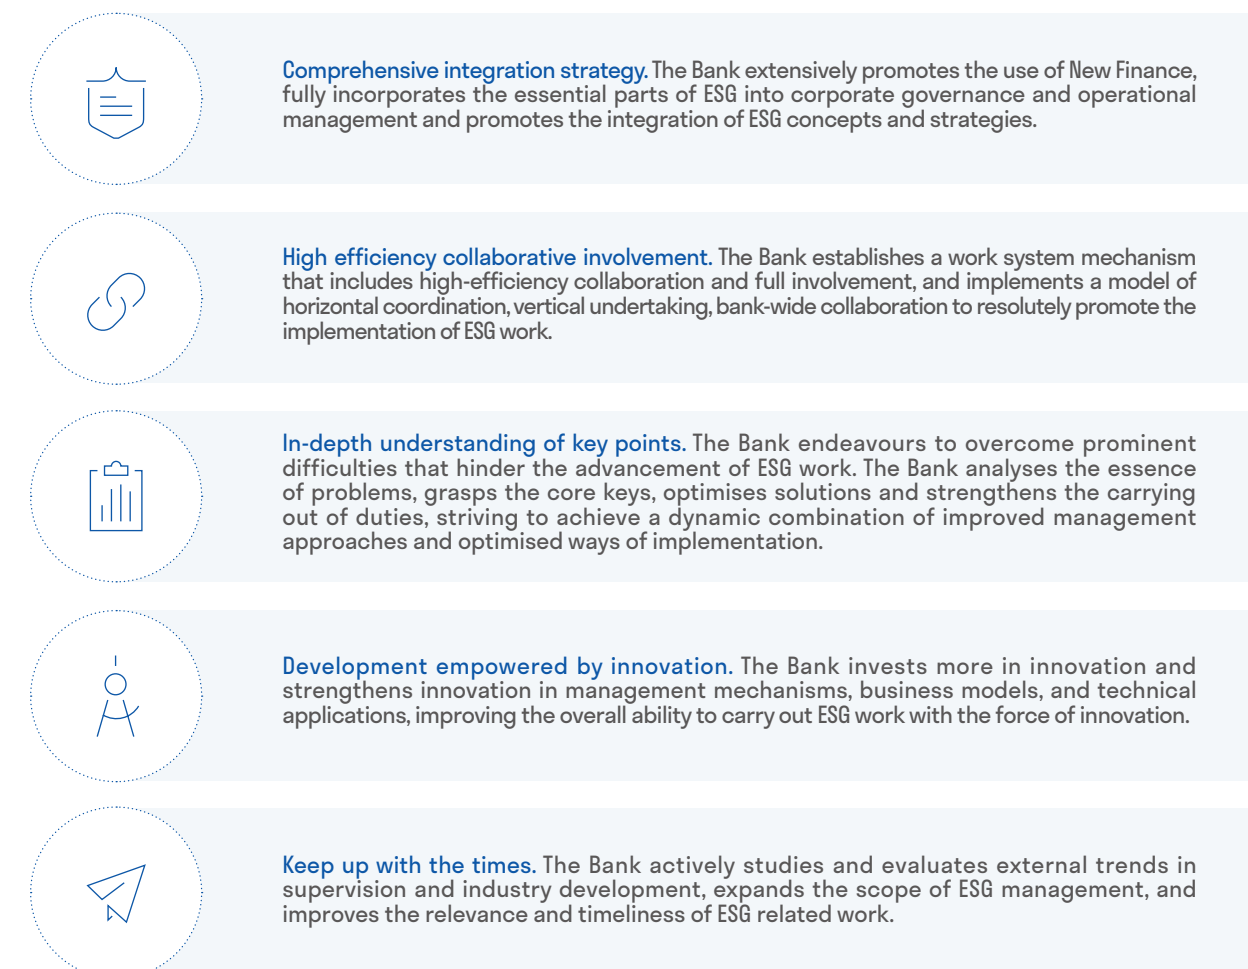 Comprehensive integration strategy. The Bank extensively promotes the use of New Finance,
fully incorporates the essential parts of ESG into corporate governance and operational
management and promotes the integration of ESG concepts and strategies.
High efficiency collaborative involvement. The Bank establishes a work system mechanism
that includes high-efficiency collaboration and full involvement, and implements a model of
horizontal coordination, vertical undertaking, bank-wide collaboration to resolutely promote the
implementation of ESG work.
In-depth understanding of key points. The Bank endeavours to overcome prominent
difficulties that hinder the advancement of ESG work. The Bank analyses the essence
of problems, grasps the core keys, optimises solutions and strengthens the carrying
out of duties, striving to achieve a dynamic combination of improved management
approaches and optimised ways of implementation.
Development empowered by innovation. The Bank invests more in innovation and
strengthens innovation in management mechanisms, business models, and technical
applications, improving the overall ability to carry out ESG work with the force of innovation.
Keep up with the times. The Bank actively studies and evaluates external trends in
supervision and industry development, expands the scope of ESG management, and
improves the relevance and timeliness of ESG related work.